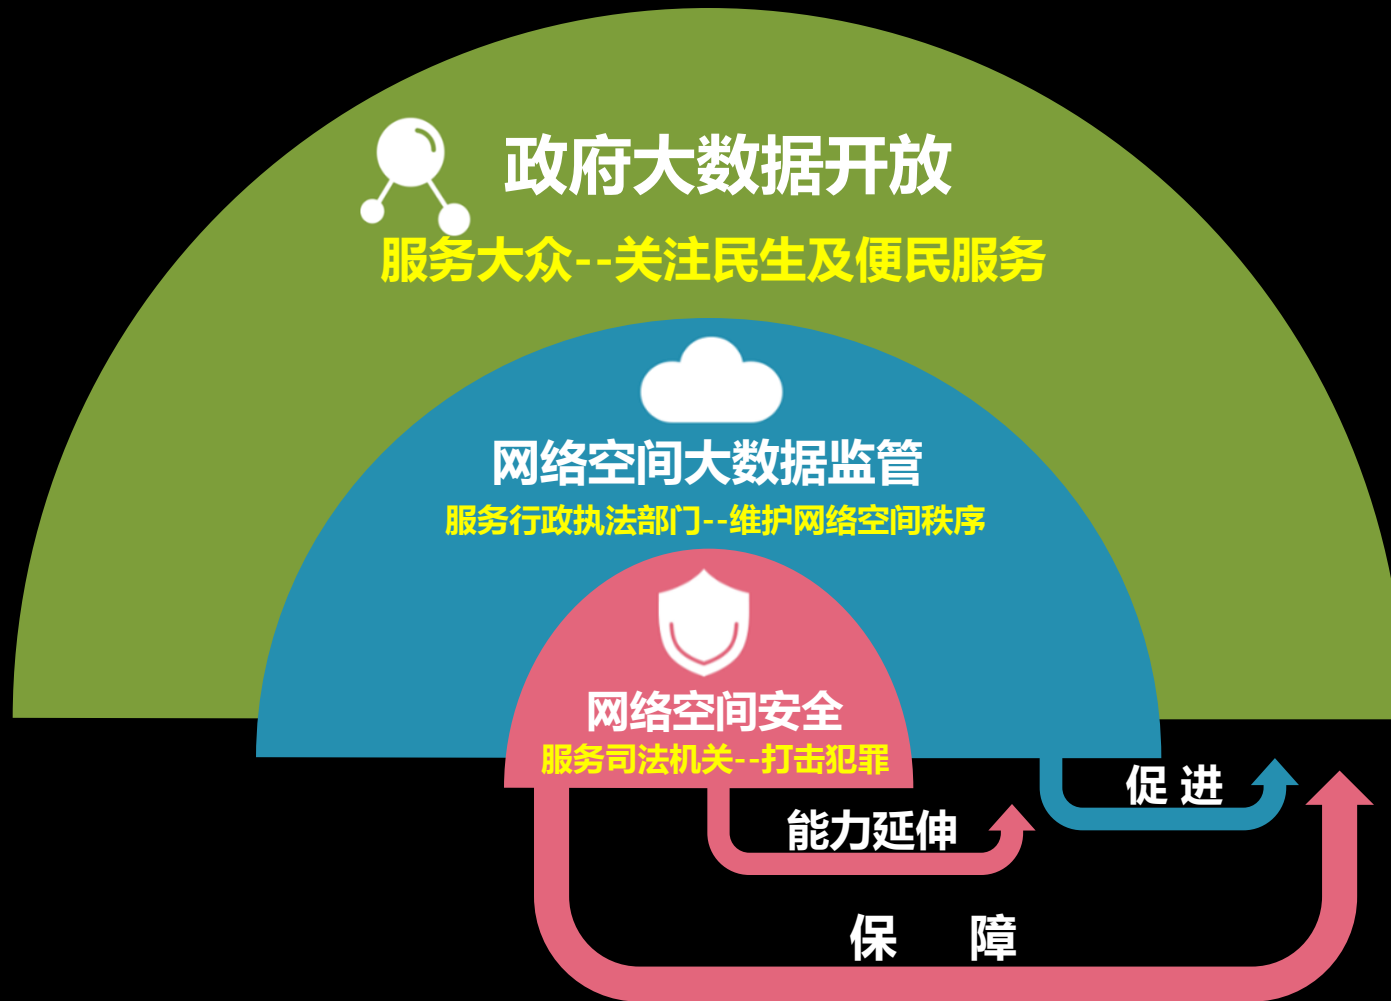 政府大数据开放
服务大众--关注民生及便民服务
网络空间大数据监管
服务行政执法部门--维护网络空间秩序
网络空间安全
服务司法机关--打击犯罪
促 进
能力延伸
保 障